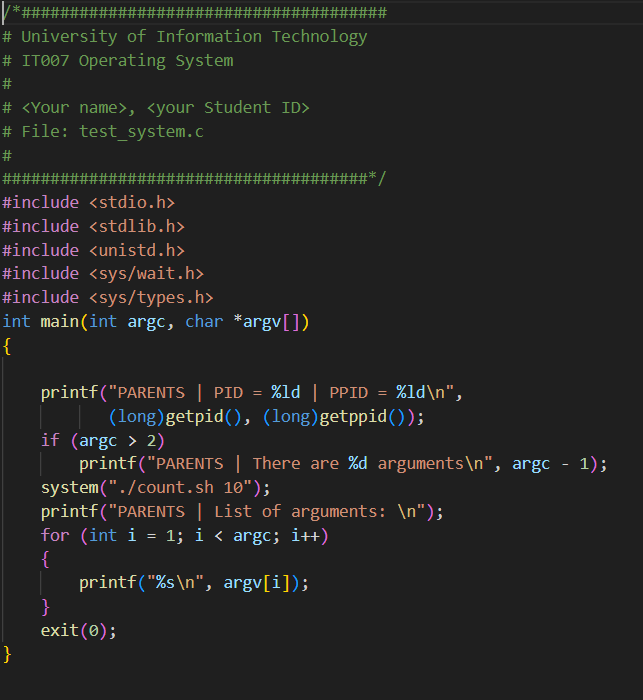 /*######################################
# University of Information Technology
# IT007 Operating System
#
# <Your name>, <your Student ID>
# File: test_system.c
#
######################################*/
#include <stdio.h>
#include <stdlib.h>
#include <unistd.h>
#include <sys/wait.h>
#include <sys/types.h>
int main(int argc, char *argv[])
{
    printf("PARENTS | PID = %ld | PPID = %ld\n",
           (long)getpid(), (long)getppid());
    if (argc > 2)
        printf("PARENTS | There are %d arguments\n", argc - 1);
    system("./count.sh 10");
    printf("PARENTS | List of arguments: \n");
    for (int i = 1; i < argc; i++)
    {
        printf("%s\n", argv[i]);
    }
    exit(0);
}